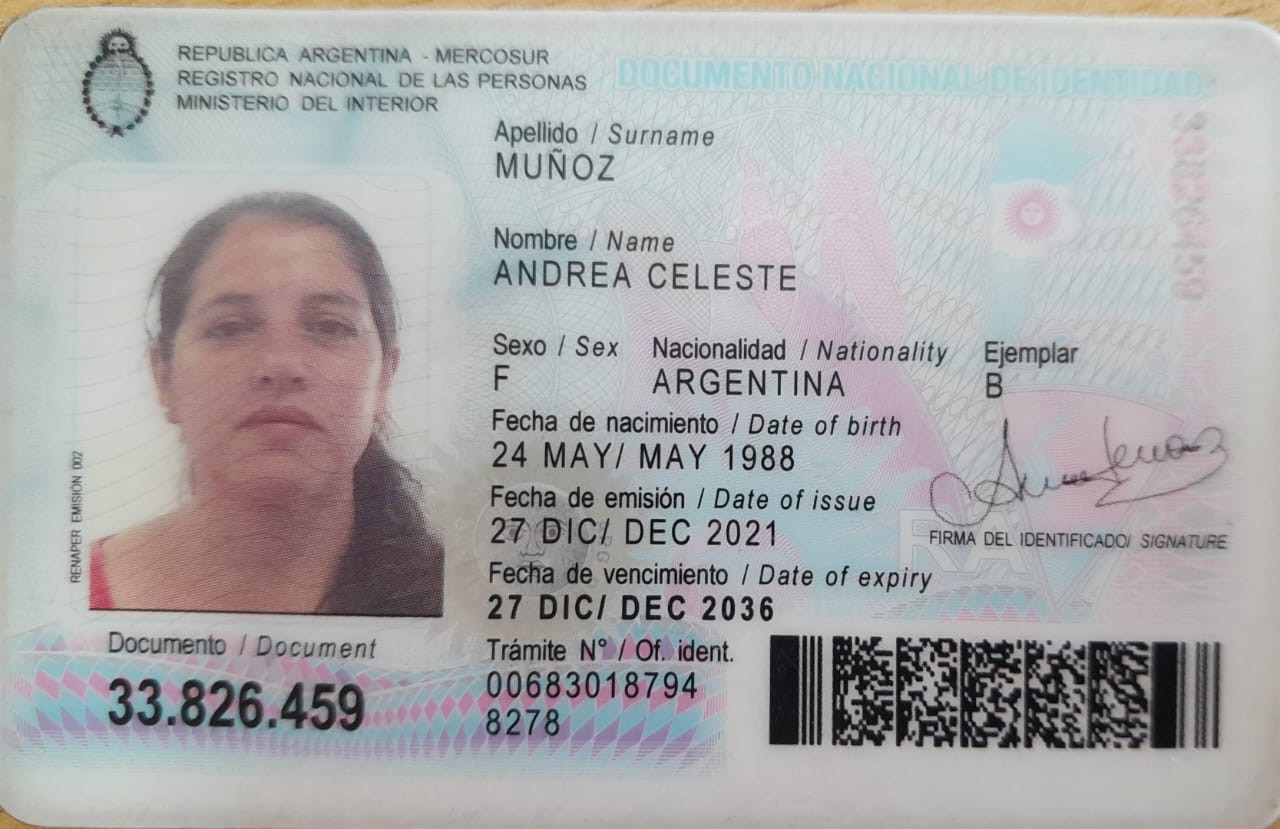 REPUBLICA ARGENTINA - MERCOSUR
REGISTRO NACIONAL DE LAS PERSONAS
MINISTERIO DEL INTERIOR
DOCUMENTO NACIONAL DE IDENTIDAD
Apellido / Surname
MUÑOZ
Nombre / Name
ANDREA CELESTE
Sexo / Sex Nacionalidad / Nationality Ejemplar
F ARGENTINA B
Fecha de nacimiento / Date of birth
24 MAY/ MAY 1988
Fecha de emisión / Date of issue
27 DIC/ DEC 2021
FIRMA DEL IDENTIFICADO/ SIGNATURE
Fecha de vencimiento / Date of expiry
27 DIC/ DEC 2036
RENAPER EMISIÓN 002
Documento / Document
33.826.459
Trámite Nº / Of. ident.
00683018794
8278
33826459
RA